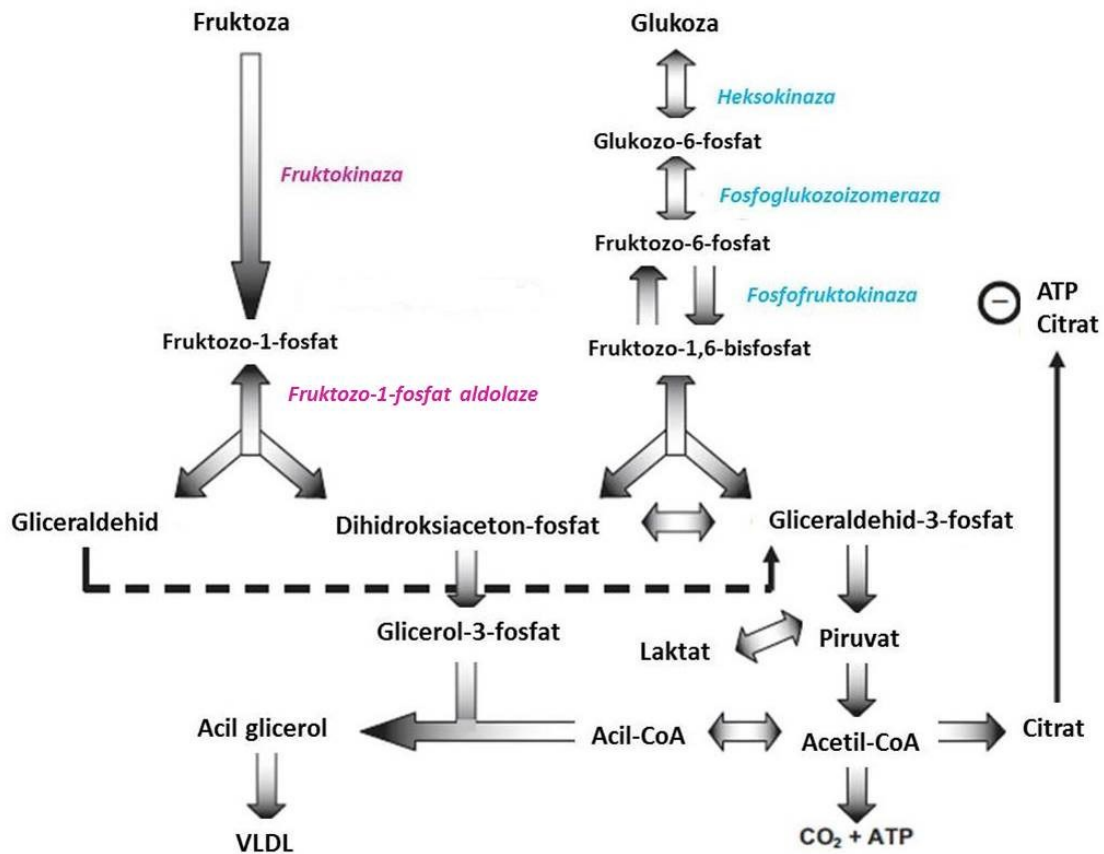 Fruktoza
Glukoza
Heksokinaza
Glukozo-6-fosfat
Fruktokinaza
Fosfoglukozoizomeraza
Fruktozo-6-fosfat
Fosfofruktokinaza
ATP
Citrat
Fruktozo-1-fosfat
Fruktozo-1,6-bisfosfat
Fruktozo-1-fosfat aldolaze
Gliceraldehid
Dihidroksiaceton-fosfat
Gliceraldehid-3-fosfat
Glicerol-3-fosfat
Laktat
Piruvat
Acil glicerol
Acil-CoA
Acetil-CoA
Citrat
VLDL
CO₂ + ATP